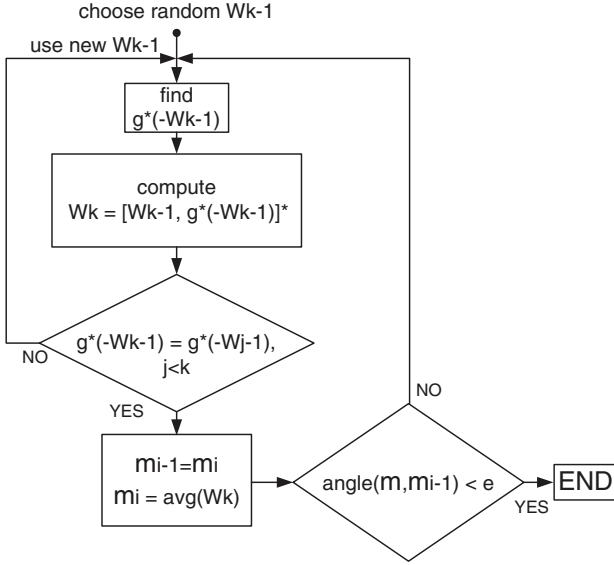 choose random Wk-1
use new Wk-1
find
g*(-Wk-1)
compute
Wk = [Wk-1, g*(-Wk-1)]*
g*(-Wk-1) = g*(-Wj-1),
j<k
NO
YES
NO
mi-1=mi
mi = avg(Wk)
angle(m,mi-1) < e
YES
END